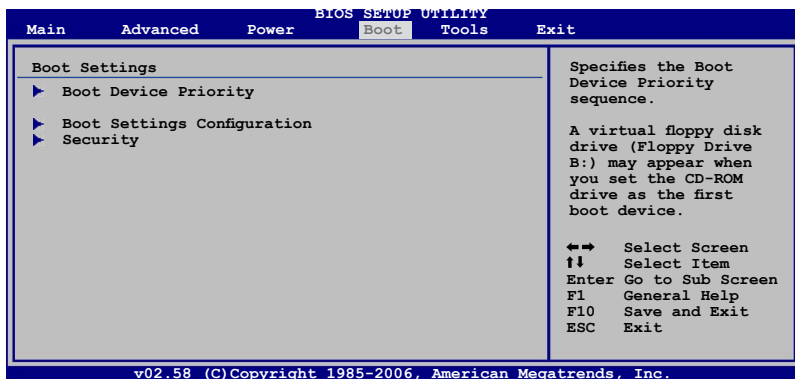 BIOS SETUP UTILITY
Main Advanced Power Boot Tools Exit
Boot Settings
Boot Device Priority
Boot Settings Configuration
Security
Specifies the Boot
Device Priority
sequence.
A virtual floppy disk
drive (Floppy Drive
B:) may appear when
you set the CD-ROM
drive as the first
boot device.
←→ Select Screen
↑↓ Select Item
Enter Go to Sub Screen
F1 General Help
F10 Save and Exit
ESC Exit
v02.58 (C)Copyright 1985-2006, American Megatrends, Inc.